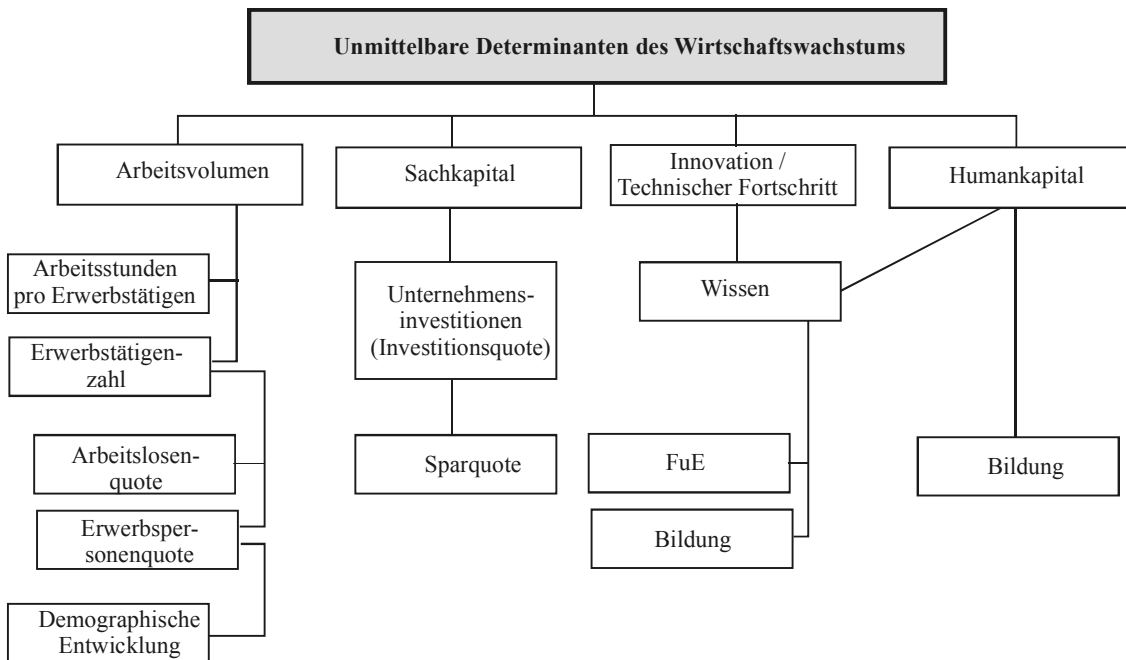 Unmittelbare Determinanten des Wirtschaftswachstums
Arbeitsvolumen
Sachkapital
Innovation /
Technischer Fortschritt
Humankapital
Arbeitsstunden
pro Erwerbstätigen
Unternehmens-
investitionen
(Investitionsquote)
Wissen
Erwerbstätigen-
zahl
Arbeitslosen-
quote
Sparquote
FuE
Bildung
Erwerbsper-
sonenquote
Bildung
Demographische
Entwicklung